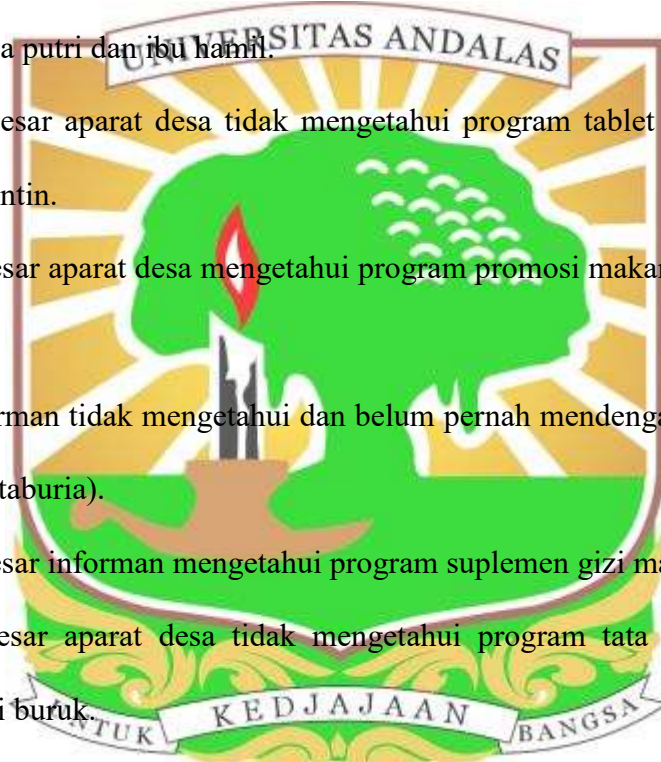 UNIVERSITAS ANDALAS
a putri dan ibu hamil.
esar aparat desa tidak mengetahui program tablet
ntin.
esar aparat desa mengetahui program promosi makan
rman tidak mengetahui dan belum pernah mendenga
taburia).
esar informan mengetahui program suplemen gizi ma
esar aparat desa tidak mengetahui program tata
i buruk.
UNTUK KEDJAJAAN BANGSA